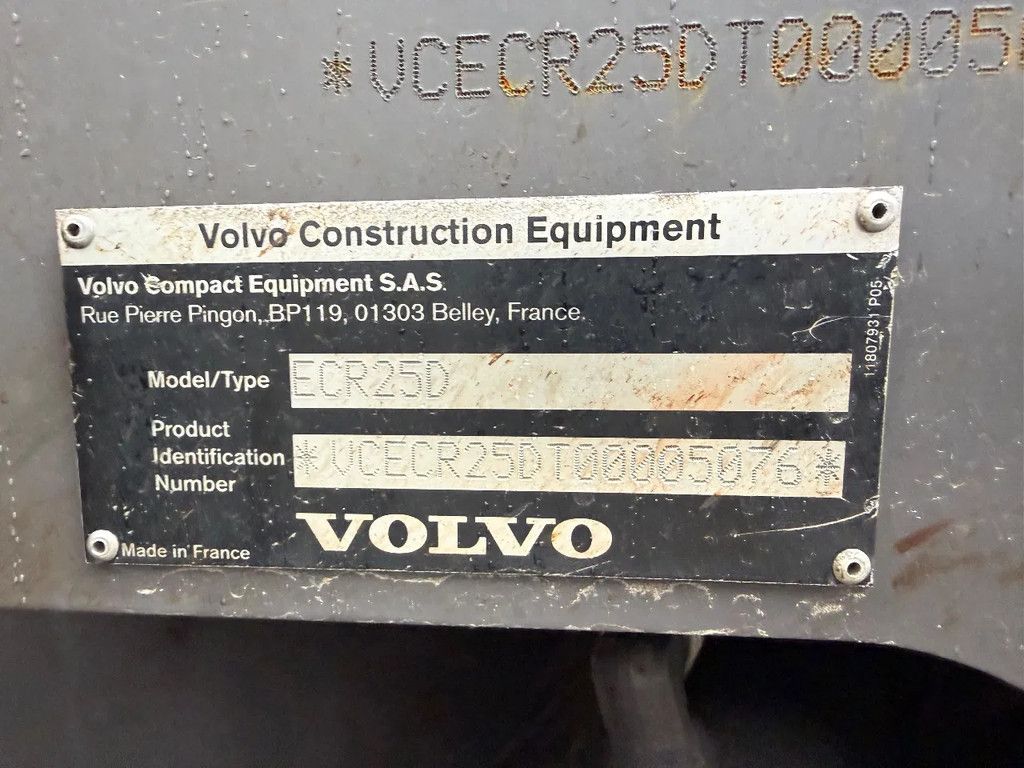 *VCECR25DT00005
Volvo Construction Equipment
Volvo Compact Equipment S.A.S.
Rue Pierre Pingon, BP119, 01303 Belley, France.
11807931 P05
Model/Type ECR25D
Product
Identification
Number
*VCECR25DT00005076*
VOLVO
Made in France